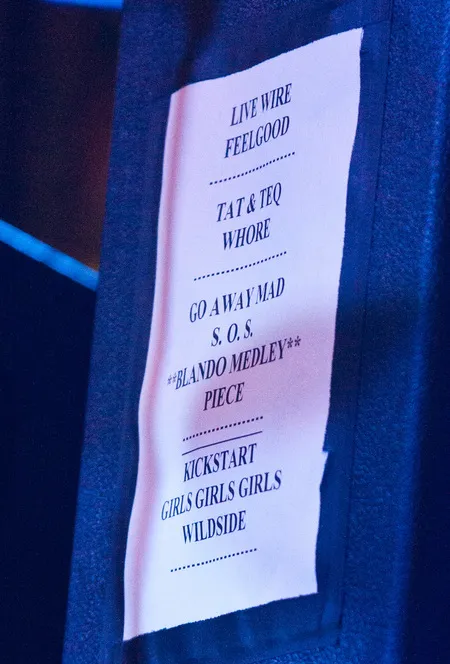 LIVE WIRE
FEELGOOD
TAT & TEQ
WHORE
GO AWAY MAD
S. O. S.
**BLANDO MEDLEY**
PIECE
KICKSTART
GIRLS GIRLS GIRLS
WILDSIDE